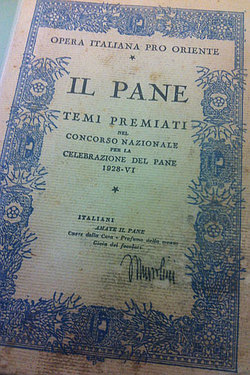 OPERA ITALIANA PRO ORIENTE
IL PANE
TEMI PREMIATI
NEL
CONCORSO NAZIONALE
PER LA
CELEBRAZIONE DEL PANE
1928-VI
ITALIANI
AMATE IL PANE
Cuore della Casa - Profumo della mensa
Gioia dei focolari.
Mussolini